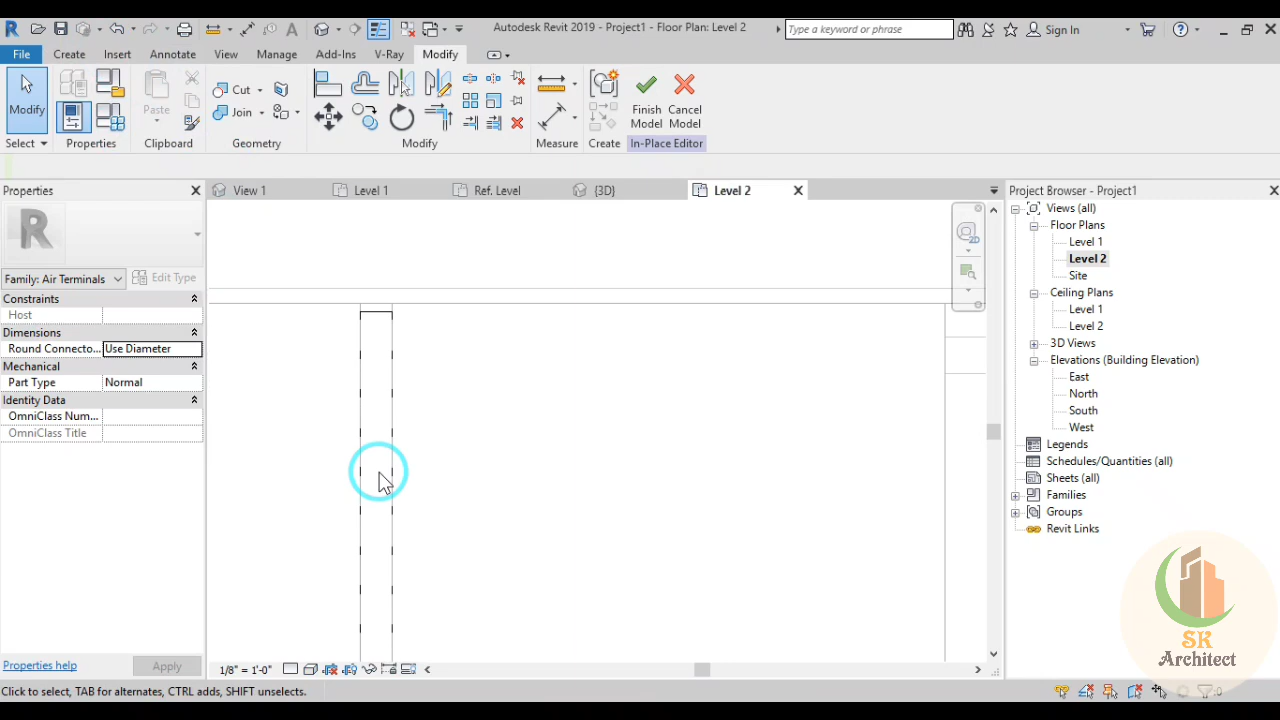 Autodesk Revit 2019 - Project1 - Floor Plan: Level 2
Type a keyword or phrase
Sign In
File Create Annotate Insert View Manage Add-Ins V-Ray Modify
Modify
Paste
Cut
Join
Finish Model
Cancel Model
Select Properties Clipboard Geometry Modify Measure Create In-Place Editor
Properties
View 1 Level 1 Ref. Level {3D} Level 2
Project Browser - Project1
R
2D
Family: Air Terminals Edit Type
Constraints
Host
Dimensions
Round Connecto... Use Diameter
Mechanical
Part Type Normal
Identity Data
OmniClass Num...
OmniClass Title
Properties help Apply
Views (all)
Floor Plans
Level 1
Level 2
Site
Ceiling Plans
Level 1
Level 2
3D Views
Elevations (Building Elevation)
East
North
South
West
Legends
Schedules/Quantities (all)
Sheets (all)
Families
Groups
Revit Links
SK
Architect
1/8" = 1'-0"
Click to select, TAB for alternates, CTRL adds, SHIFT unselects.
:0